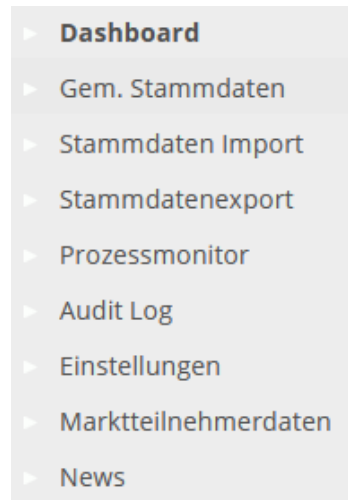 Dashboard
Gem. Stammdaten
Stammdaten Import
Stammdatenexport
Prozessmonitor
Audit Log
Einstellungen
Marktteilnehmerdaten
News